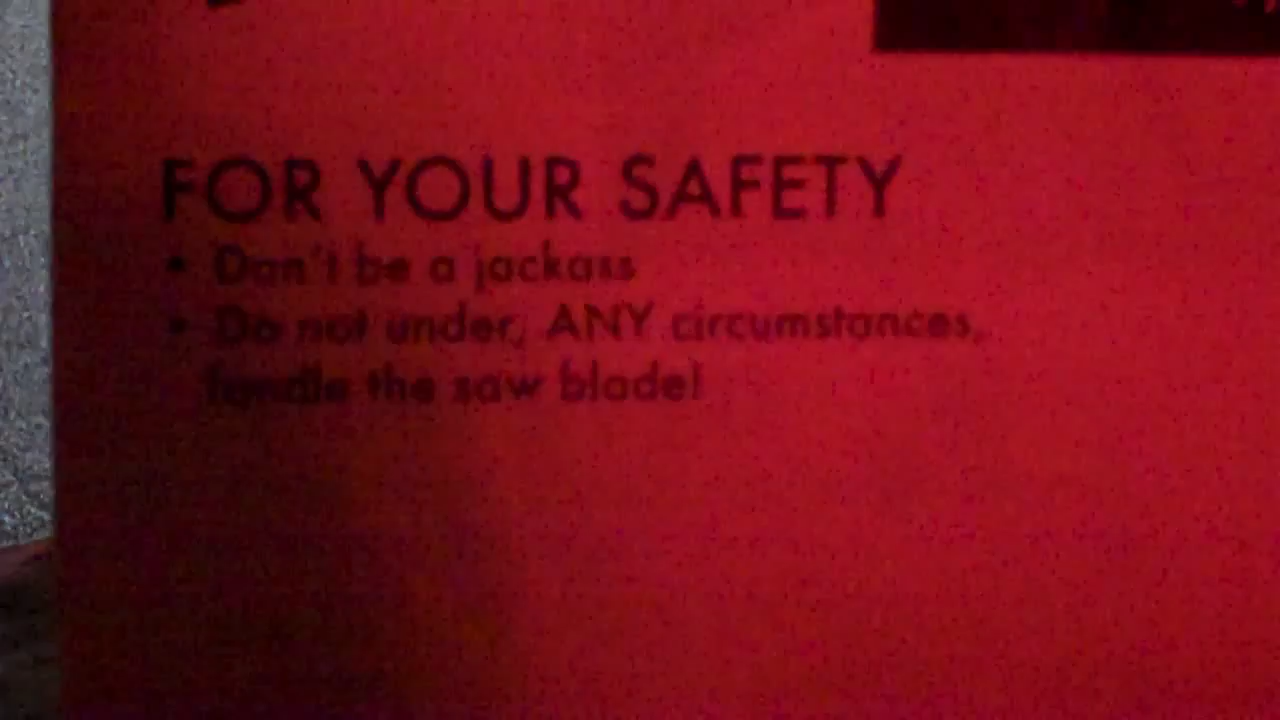 FOR YOUR SAFETY
• Don't be a jackass
• Do not under, ANY circumstances,
handle the saw blade!